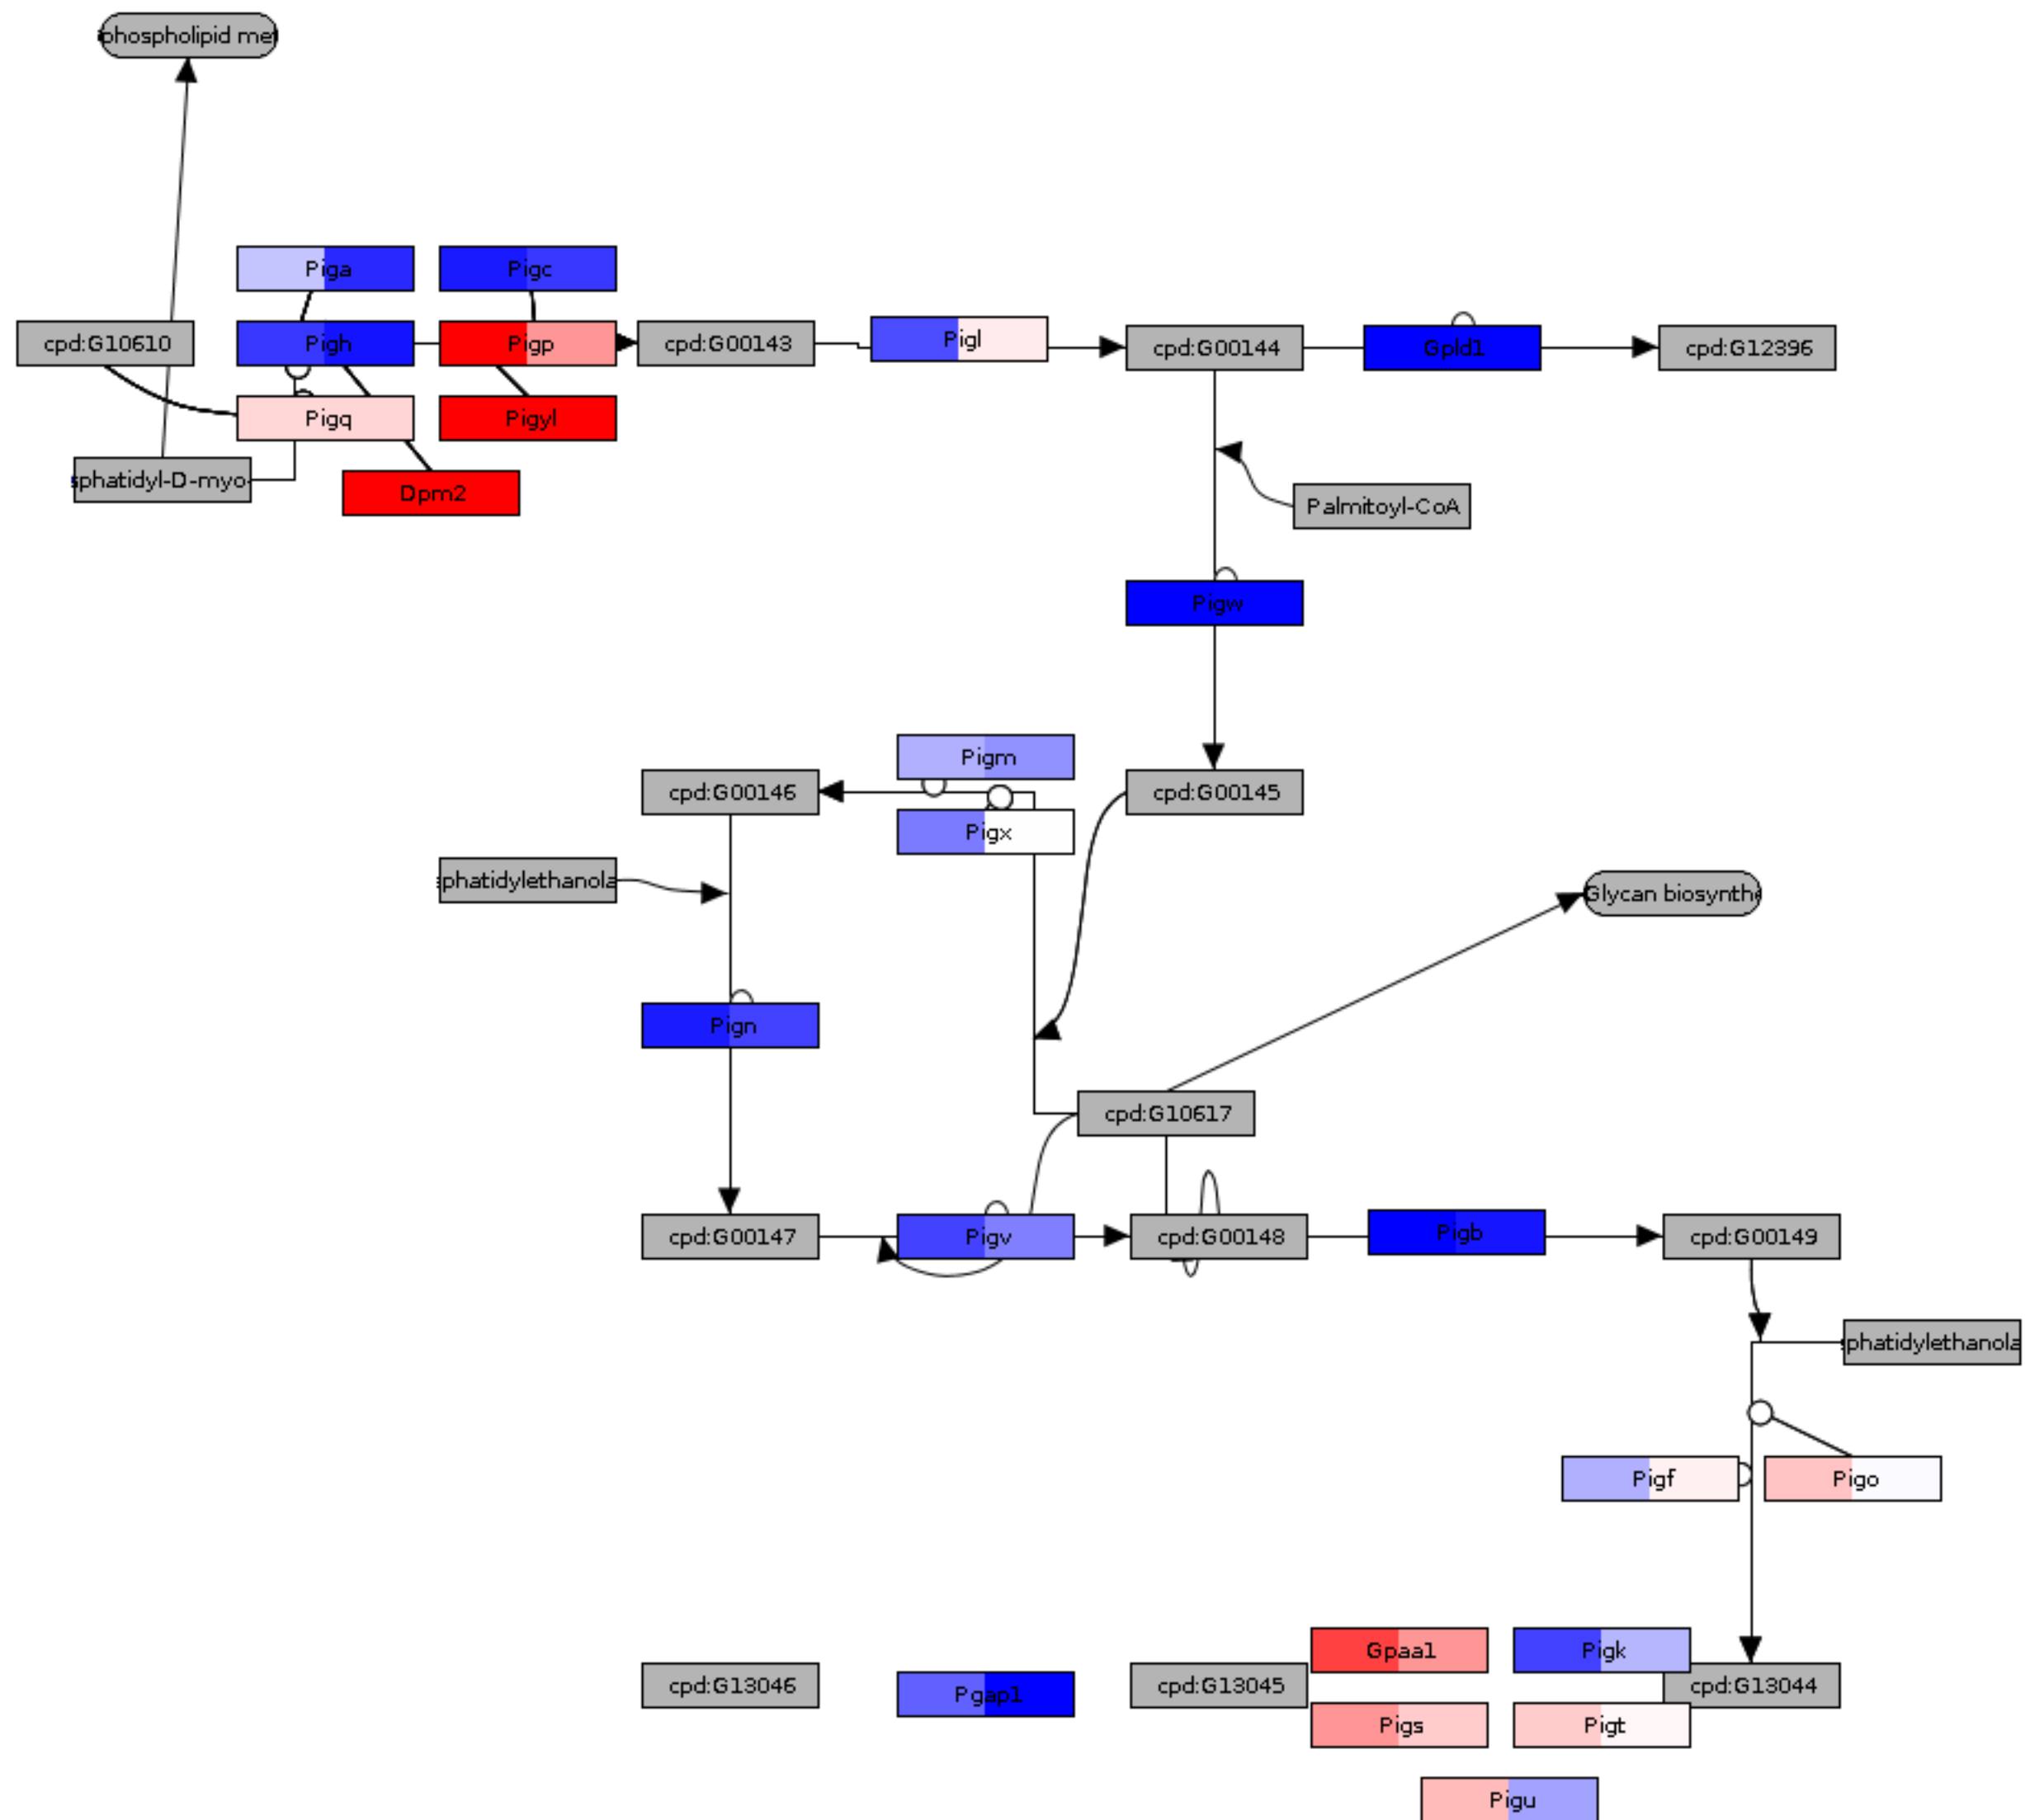 phospholipid me
Piga
Pigc
cpd:G10610
Pigh
Pigp
cpd:G00143
Pigl
cpd:G00144
Gpld1
cpd:G12396
Pigq
Pigyl
sphatidyl-D-myo-
Dpm2
Palmitoyl-CoA
Pigw
Pigm
cpd:G00146
cpd:G00145
Pigx
phatidylethanola
Glycan biosynthe
Pign
cpd:G10617
cpd:G00147
Pigv
cpd:G00148
Pigb
cpd:G00149
phatidylethanola
Pigf
Pigo
Gpaa1
Pigk
cpd:G13046
Pgap1
cpd:G13045
cpd:G13044
Pigs
Pigt
Pigu